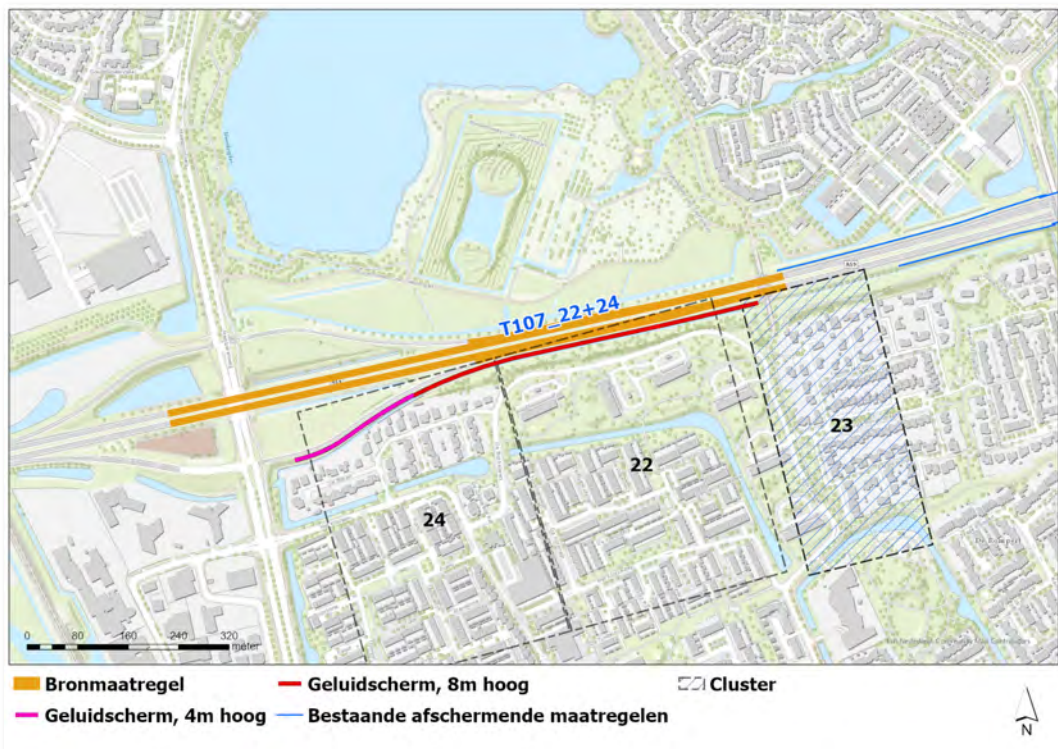 T107_22+24
23
22
24
0 80 160 240 320
meter
Bronmaatregel
Geluidscherm, 8m hoog
Cluster
Geluidscherm, 4m hoog
Bestaande afschermende maatregelen
N